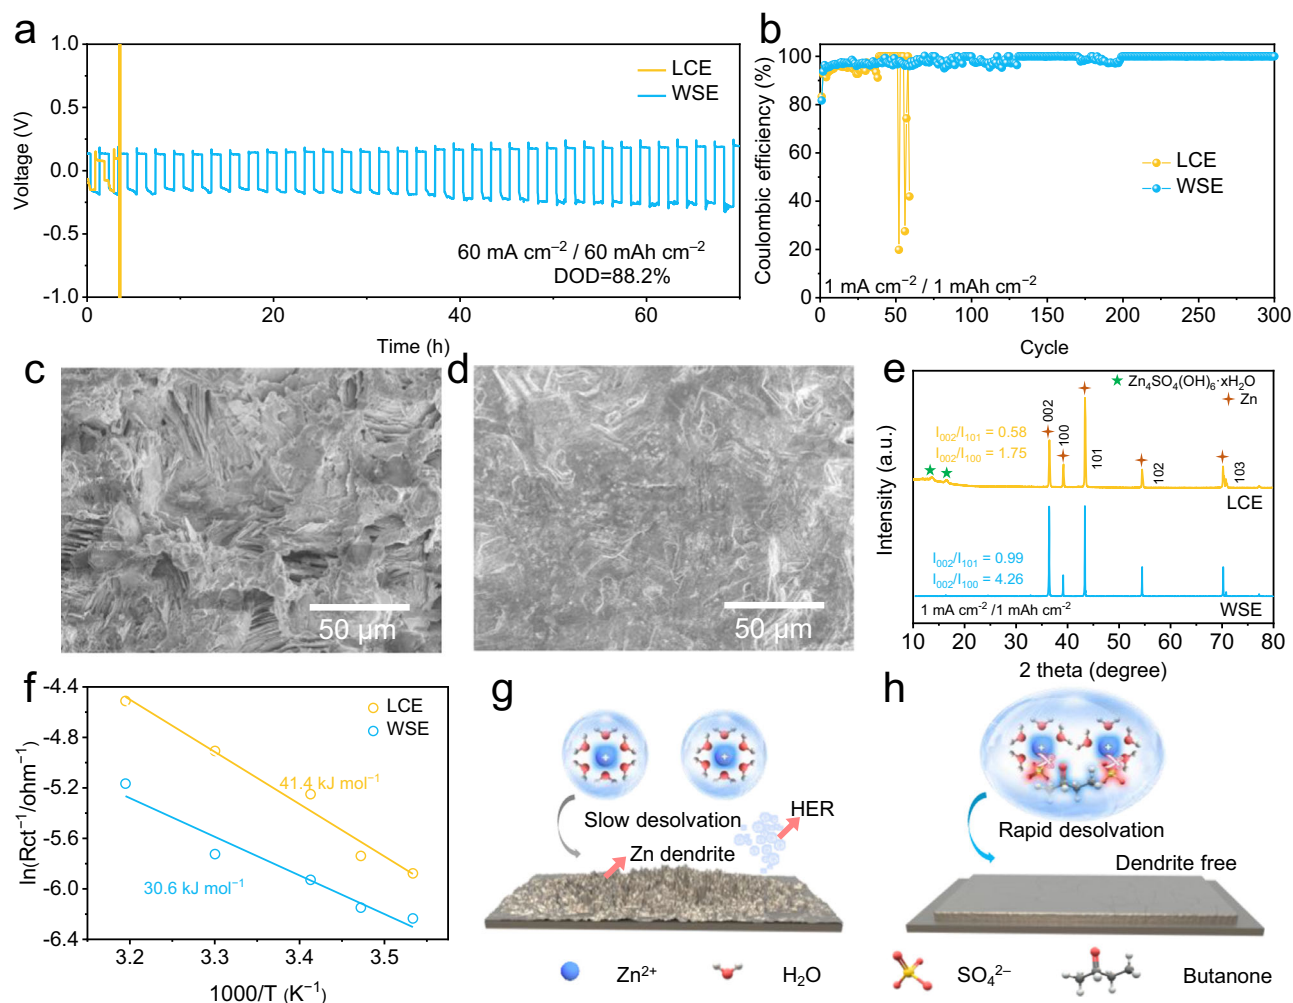 a
1.0
0.5
0.0
-0.5
-1.0
Voltage (V)
LCE
WSE
60 mA cm⁻² / 60 mAh cm⁻²
DOD=88.2%
0
20
40
60
Time (h)
b
100
80
100
60
40
20
0
Coulombic efficiency (%)
LCE
WSE
1 mA cm⁻² / 1 mAh cm⁻²
0
50
100
150
200
250
300
Cycle
c
50 μm
d
50 μm
e
Intensity (a.u.)
Zn₄SO₄(OH)₆·xH₂O
Zn
I₀₀₂/I₁₀₁ = 0.58
I₀₀₂/I₁₀₀ = 1.75
002
100
101
102
103
LCE
I₀₀₂/I₁₀₁ = 0.99
I₀₀₂/I₁₀₀ = 4.26
1 mA cm⁻² /1 mAh cm⁻²
WSE
10
20
30
40
50
60
70
80
2 theta (degree)
f
-4.4
-4.8
-5.2
-5.6
-6.0
-6.4
ln(Rct⁻¹/ohm⁻¹)
LCE
WSE
41.4 kJ mol⁻¹
30.6 kJ mol⁻¹
3.2
3.3
3.4
3.5
1000/T (K⁻¹)
g
Slow desolvation
HER
Zn dendrite
h
Rapid desolvation
Dendrite free
Zn²⁺
H₂O
SO₄²⁻
Butanone